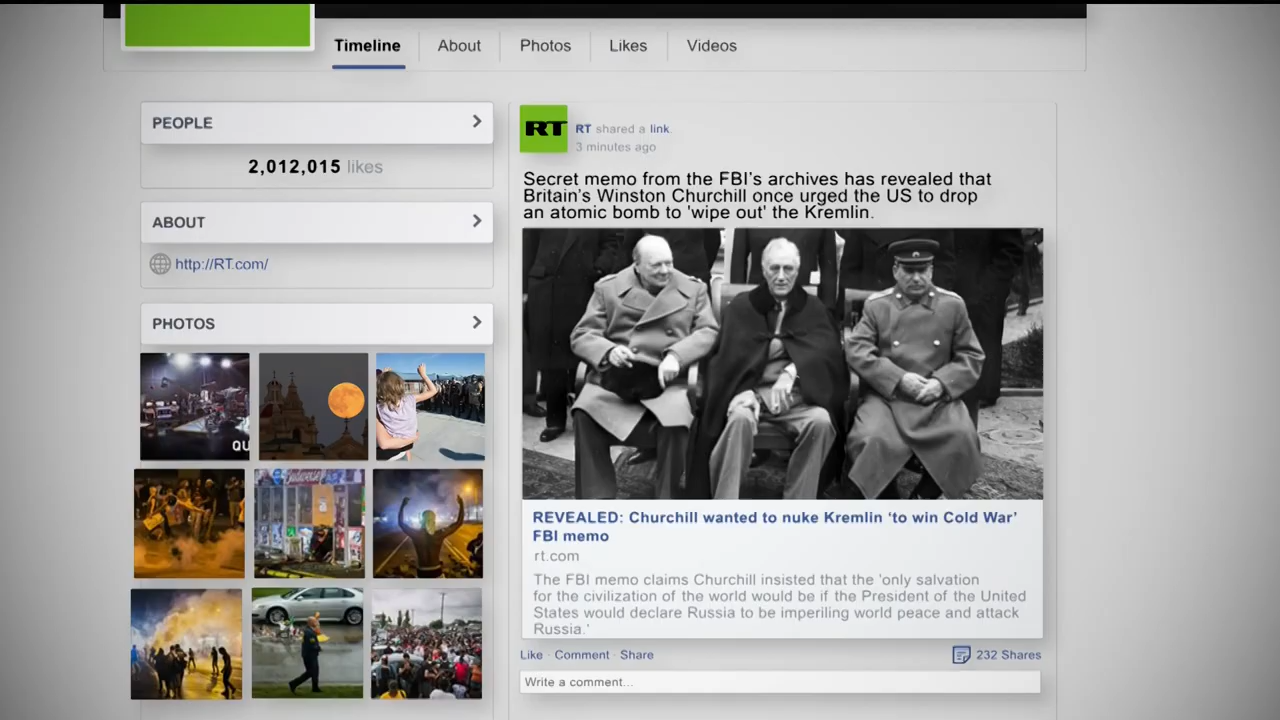 Timeline
About
Photos
Likes
Videos
PEOPLE
2,012,015 likes
ABOUT
http://RT.com/
PHOTOS
QU
RT
RT shared a link.
3 minutes ago
Secret memo from the FBI's archives has revealed that
Britain's Winston Churchill once urged the US to drop
an atomic bomb to 'wipe out' the Kremlin.
REVEALED: Churchill wanted to nuke Kremlin ‘to win Cold War’
FBI memo
rt.com
The FBI memo claims Churchill insisted that the 'only salvation
for the civilization of the world would be if the President of the United
States would declare Russia to be imperiling world peace and attack
Russia.'
Like · Comment · Share
232 Shares
Write a comment...